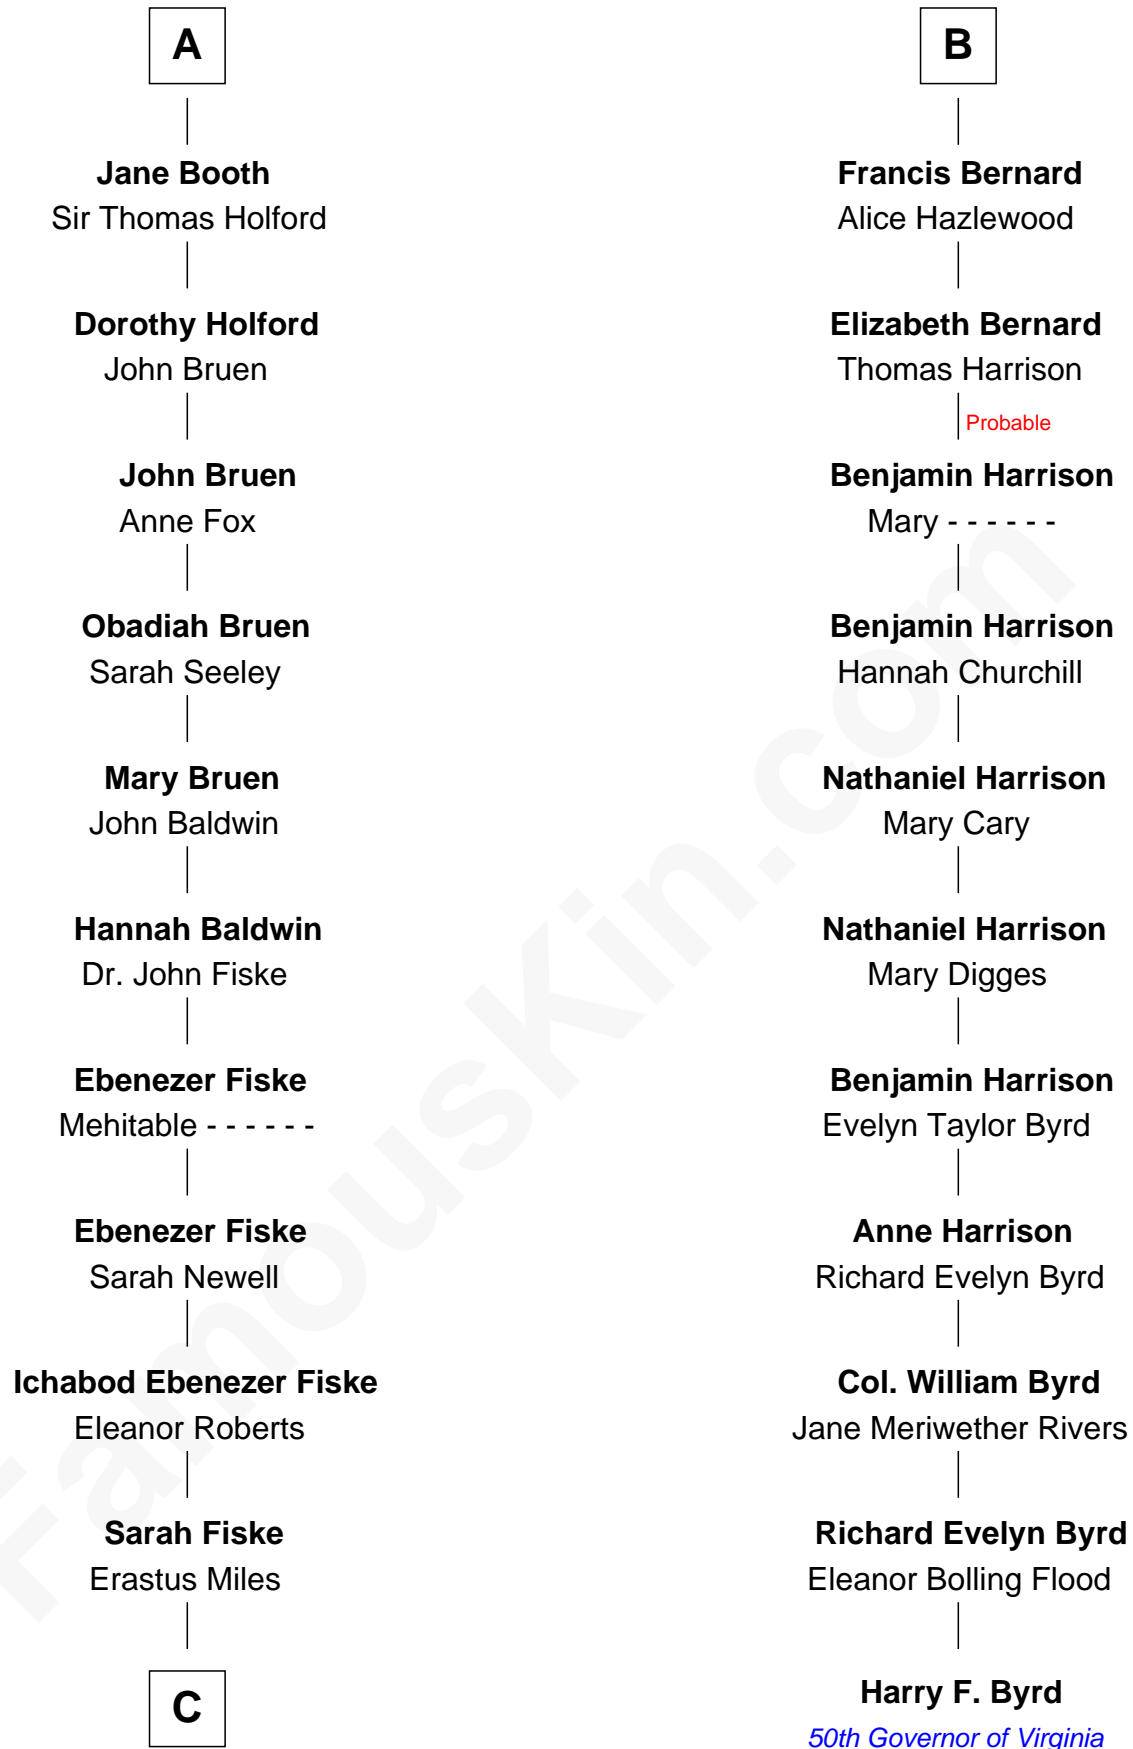 A
Jane Booth
Sir Thomas Holford
Dorothy Holford
John Bruen
John Bruen
Anne Fox
Obadiah Bruen
Sarah Seeley
Mary Bruen
John Baldwin
Hannah Baldwin
Dr. John Fiske
Ebenezer Fiske
Mehitable - - - - - -
Ebenezer Fiske
Sarah Newell
Ichabod Ebenezer Fiske
Eleanor Roberts
Sarah Fiske
Erastus Miles
C
B
Francis Bernard
Alice Hazlewood
Elizabeth Bernard
Thomas Harrison
Probable
Benjamin Harrison
Mary - - - - - -
Benjamin Harrison
Hannah Churchill
Nathaniel Harrison
Mary Cary
Nathaniel Harrison
Mary Digges
Benjamin Harrison
Evelyn Taylor Byrd
Anne Harrison
Richard Evelyn Byrd
Col. William Byrd
Jane Meriwether Rivers
Richard Evelyn Byrd
Eleanor Bolling Flood
Harry F. Byrd
50th Governor of Virginia
FamousKin.com